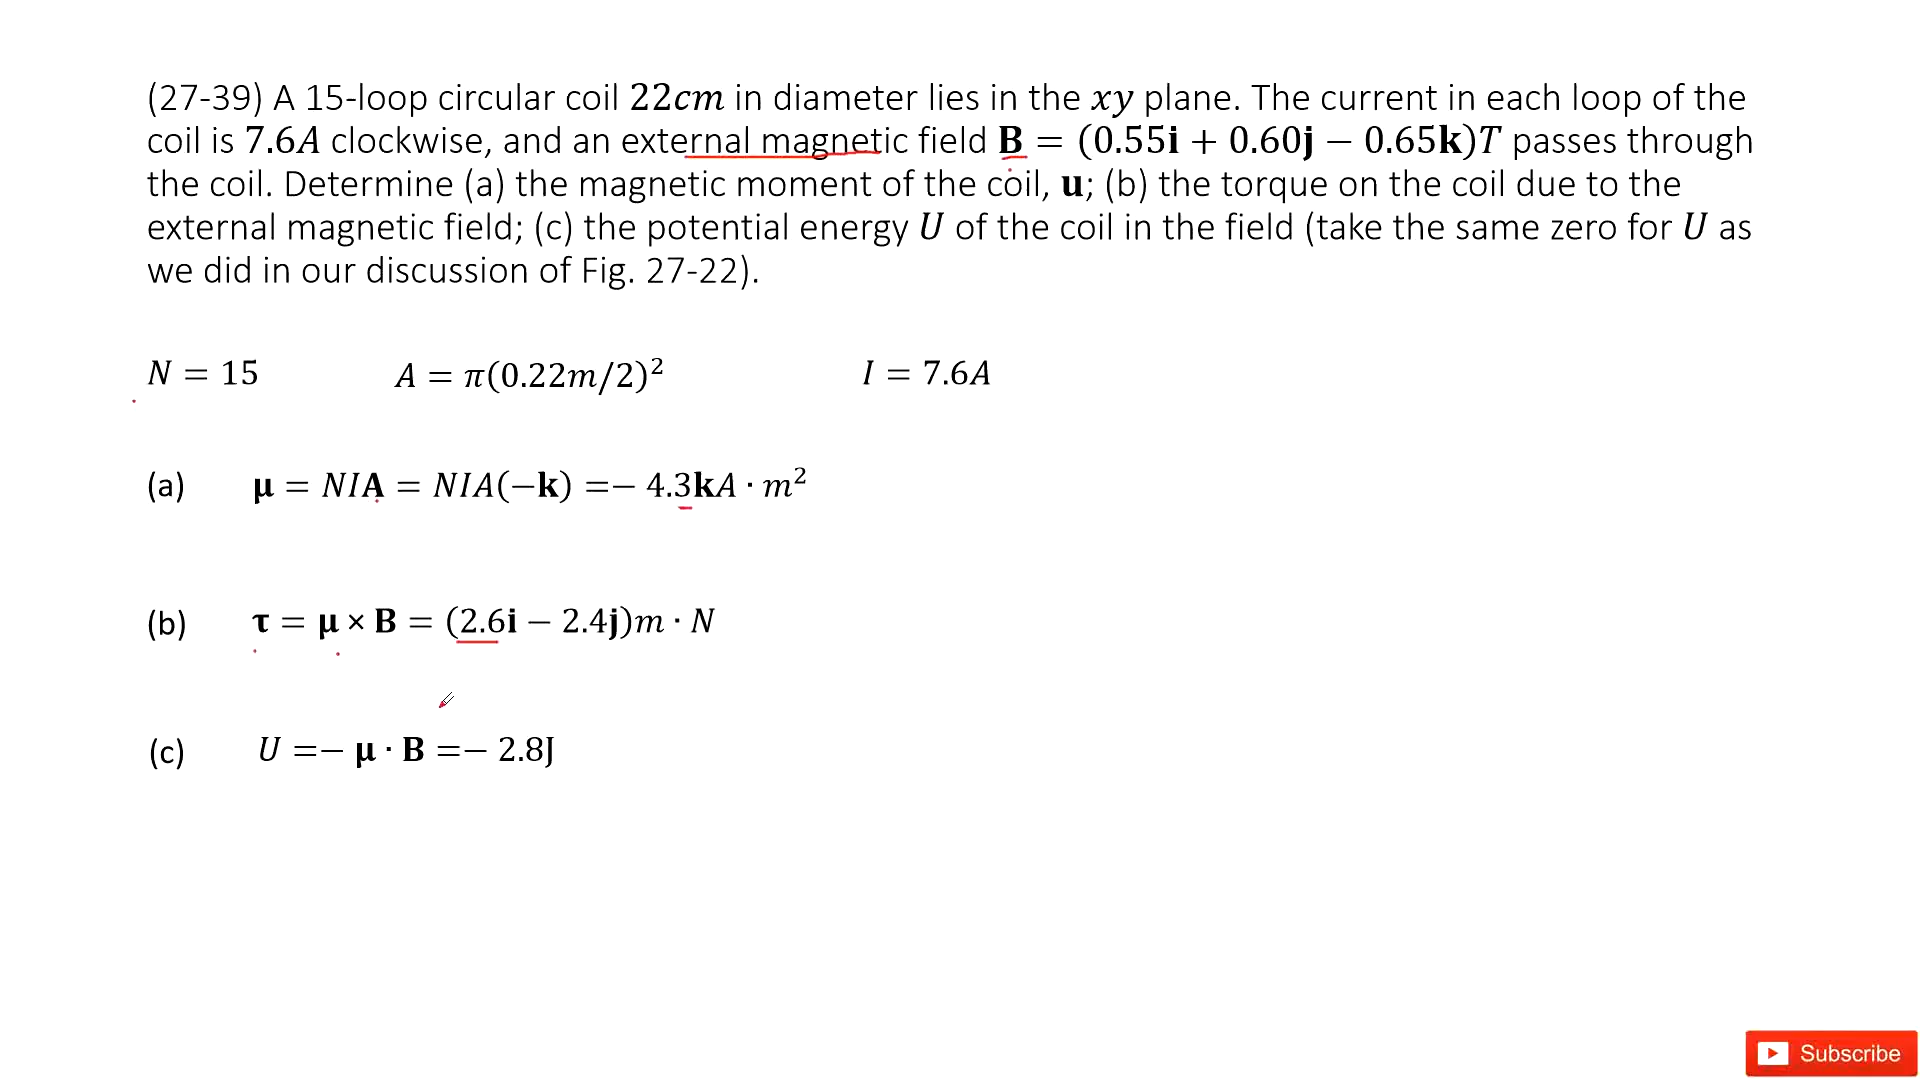 (27-39) A 15-loop circular coil 22cm in diameter lies in the xy plane. The current in each loop of the
coil is 7.6A clockwise, and an external magnetic field 𝐁 = (0.55𝐢 + 0.60𝐣 − 0.65𝐤)T passes through
the coil. Determine (a) the magnetic moment of the coil, 𝐮; (b) the torque on the coil due to the
external magnetic field; (c) the potential energy U of the coil in the field (take the same zero for U as
we did in our discussion of Fig. 27-22).
N = 15 A = π(0.22m/2)² I = 7.6A
(a) 𝛍 = NI𝐀 = NIA(−𝐤) =− 4.3𝐤A · m²
(b) 𝛕 = 𝛍 × 𝐁 = (2.6𝐢 − 2.4𝐣)m · N
(c) U =− 𝛍 · 𝐁 =− 2.8J
Subscribe